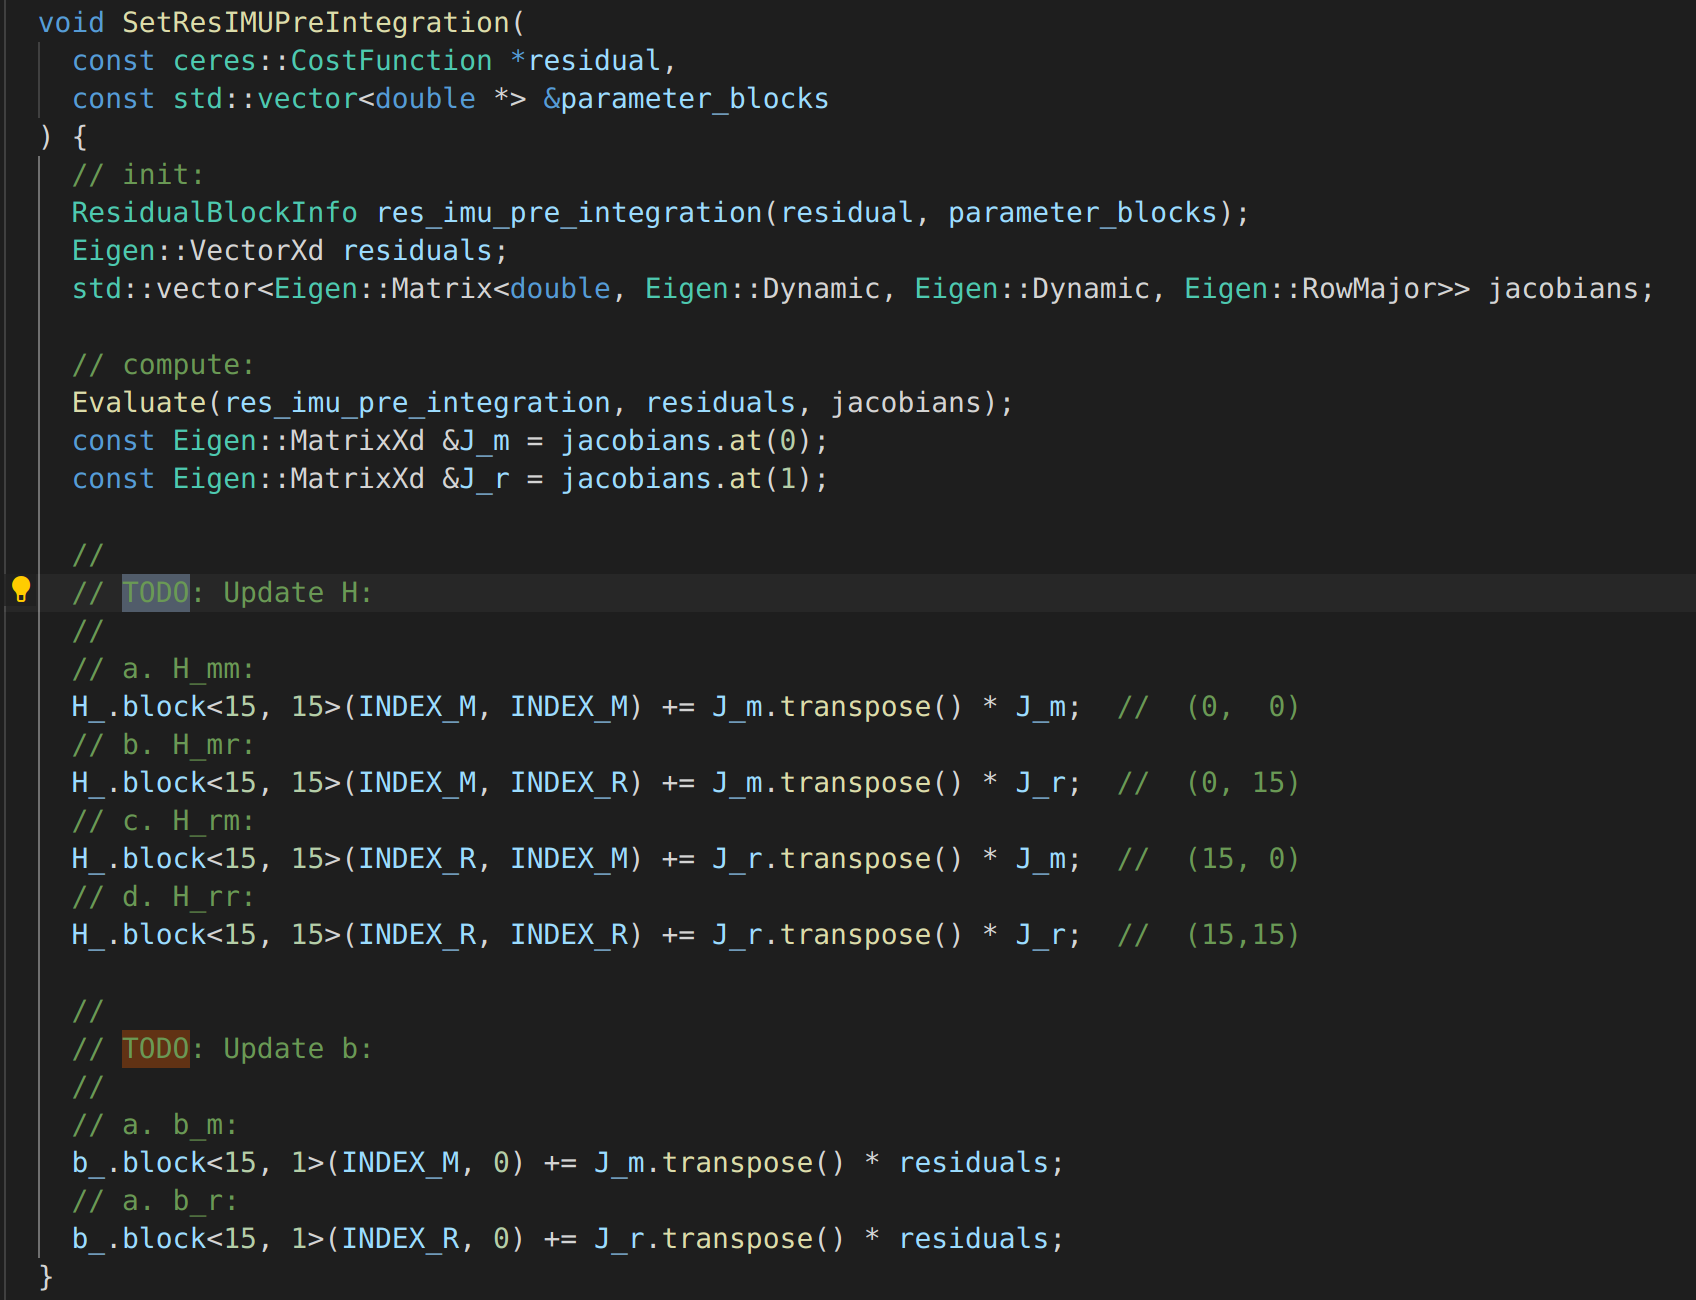 void SetResIMUPreIntegration(
  const ceres::CostFunction *residual,
  const std::vector<double *> &parameter_blocks
) {
  // init:
  ResidualBlockInfo res_imu_pre_integration(residual, parameter_blocks);
  Eigen::VectorXd residuals;
  std::vector<Eigen::Matrix<double, Eigen::Dynamic, Eigen::Dynamic, Eigen::RowMajor>> jacobians;

  // compute:
  Evaluate(res_imu_pre_integration, residuals, jacobians);
  const Eigen::MatrixXd &J_m = jacobians.at(0);
  const Eigen::MatrixXd &J_r = jacobians.at(1);

  //
  // TODO: Update H:
  //
  // a. H_mm:
  H_.block<15, 15>(INDEX_M, INDEX_M) += J_m.transpose() * J_m;  //  (0,  0)
  // b. H_mr:
  H_.block<15, 15>(INDEX_M, INDEX_R) += J_m.transpose() * J_r;  //  (0, 15)
  // c. H_rm:
  H_.block<15, 15>(INDEX_R, INDEX_M) += J_r.transpose() * J_m;  //  (15, 0)
  // d. H_rr:
  H_.block<15, 15>(INDEX_R, INDEX_R) += J_r.transpose() * J_r;  //  (15,15)

  //
  // TODO: Update b:
  //
  // a. b_m:
  b_.block<15, 1>(INDEX_M, 0) += J_m.transpose() * residuals;
  // a. b_r:
  b_.block<15, 1>(INDEX_R, 0) += J_r.transpose() * residuals;
}